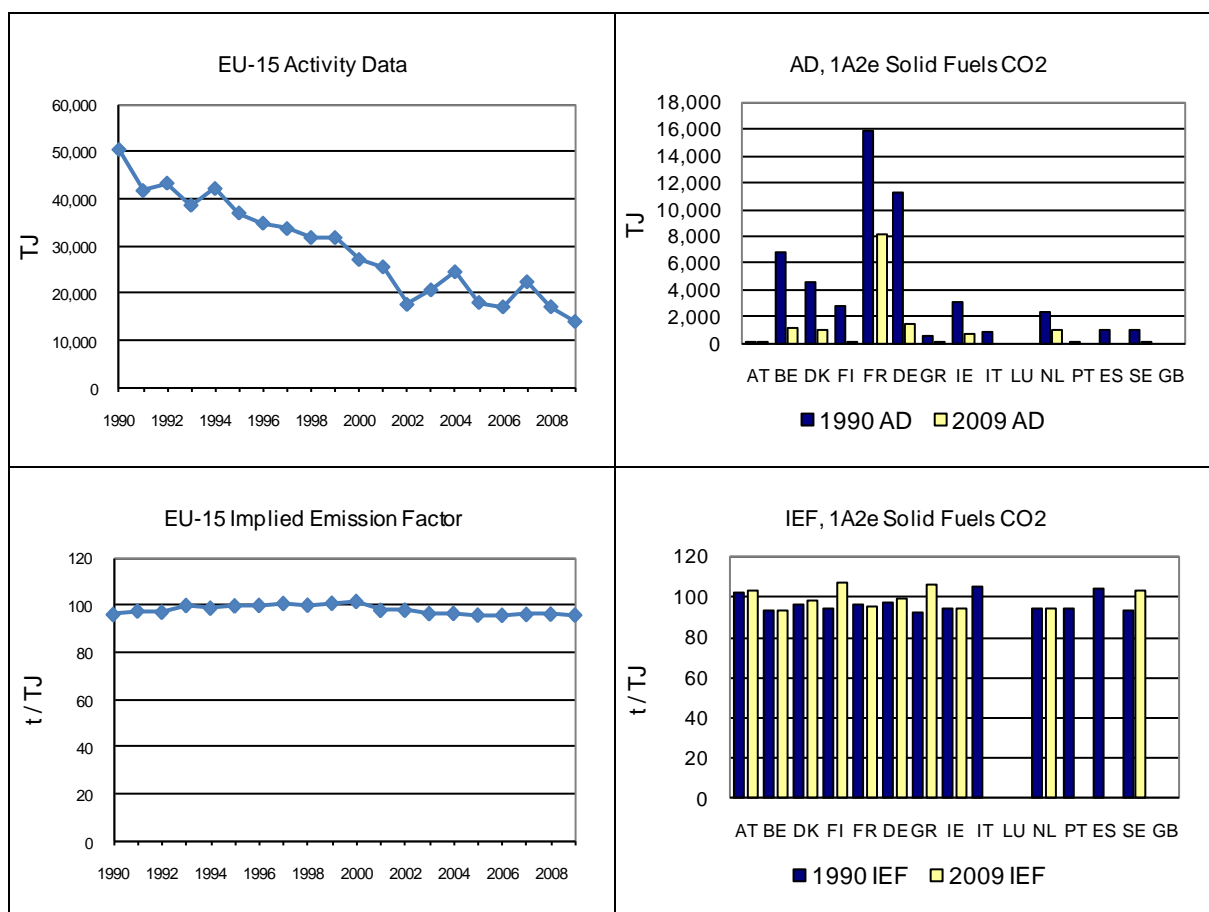 EU-15 Activity Data
60,000
50,000
40,000
30,000
20,000
10,000
0
TJ
1990 1992 1994 1996 1998 2000 2002 2004 2006 2008
AD, 1A2e Solid Fuels CO2
18,000
16,000
14,000
12,000
10,000
8,000
6,000
4,000
2,000
0
TJ
AT BE DK FI FR DE GR IE IT LU NL PT ES SE GB
1990 AD 2009 AD
EU-15 Implied Emission Factor
120
100
80
60
40
20
0
t / TJ
1990 1992 1994 1996 1998 2000 2002 2004 2006 2008
IEF, 1A2e Solid Fuels CO2
120
100
80
60
40
20
0
t / TJ
AT BE DK FI FR DE GR IE IT LU NL PT ES SE GB
1990 IEF 2009 IEF